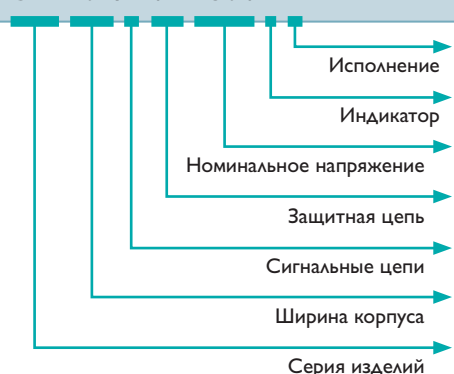 Исполнение
Индикатор
Номинальное напряжение
Защитная цепь
Сигнальные цепи
Ширина корпуса
Серия изделий